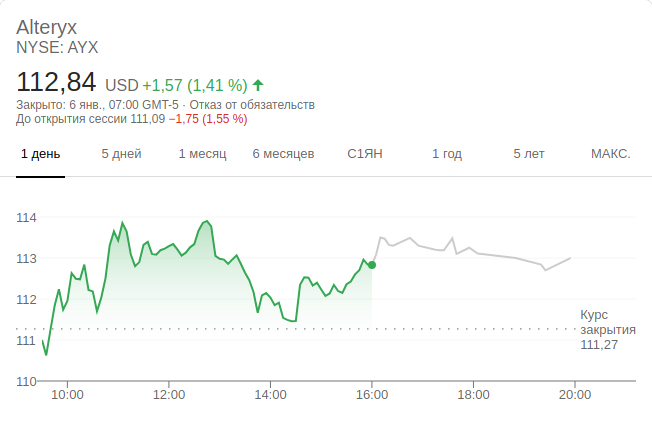 Alteryx
NYSE: AYX
112,84 USD +1,57 (1,41 %)
Закрыто: 6 янв., 07:00 GMT-5 · Отказ от обязательств
До открытия сессии 111,09 −1,75 (1,55 %)
1 день 5 дней 1 месяц 6 месяцев С1ЯН 1 год 5 лет МАКС.
114
113
112
111
110
Курс
закрытия
111,27
10:00 12:00 14:00 16:00 18:00 20:00